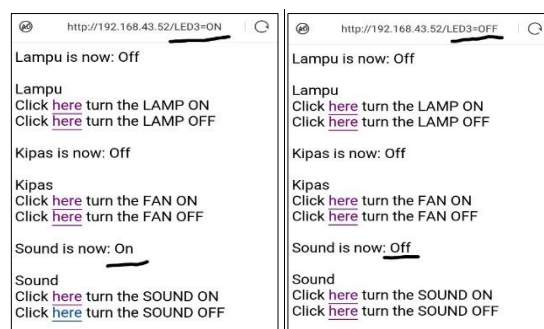 http://192.168.43.52/LED3=ON
Lampu is now: Off
Lampu
Click here turn the LAMP ON
Click here turn the LAMP OFF
Kipas is now: Off
Kipas
Click here turn the FAN ON
Click here turn the FAN OFF
Sound is now: On
Sound
Click here turn the SOUND ON
Click here turn the SOUND OFF
http://192.168.43.52/LED3=OFF
Lampu is now: Off
Lampu
Click here turn the LAMP ON
Click here turn the LAMP OFF
Kipas is now: Off
Kipas
Click here turn the FAN ON
Click here turn the FAN OFF
Sound is now: Off
Sound
Click here turn the SOUND ON
Click here turn the SOUND OFF